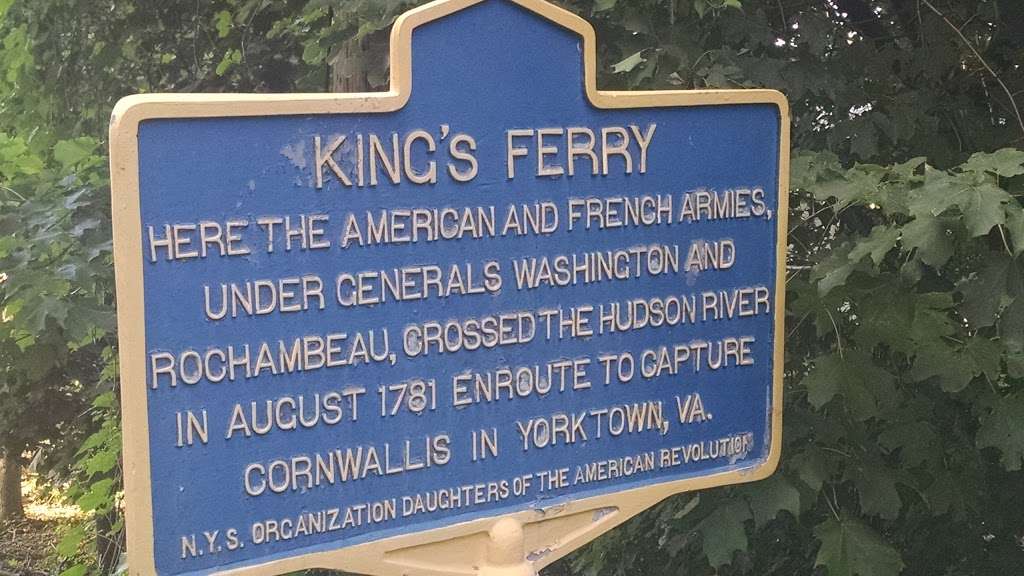 KING'S FERRY
HERE THE AMERICAN AND FRENCH ARMIES,
UNDER GENERALS WASHINGTON AND
ROCHAMBEAU, CROSSED THE HUDSON RIVER
IN AUGUST 1781 ENROUTE TO CAPTURE
CORNWALLIS IN YORKTOWN, VA.
N.Y.S. ORGANIZATION DAUGHTERS OF THE AMERICAN REVOLUTION